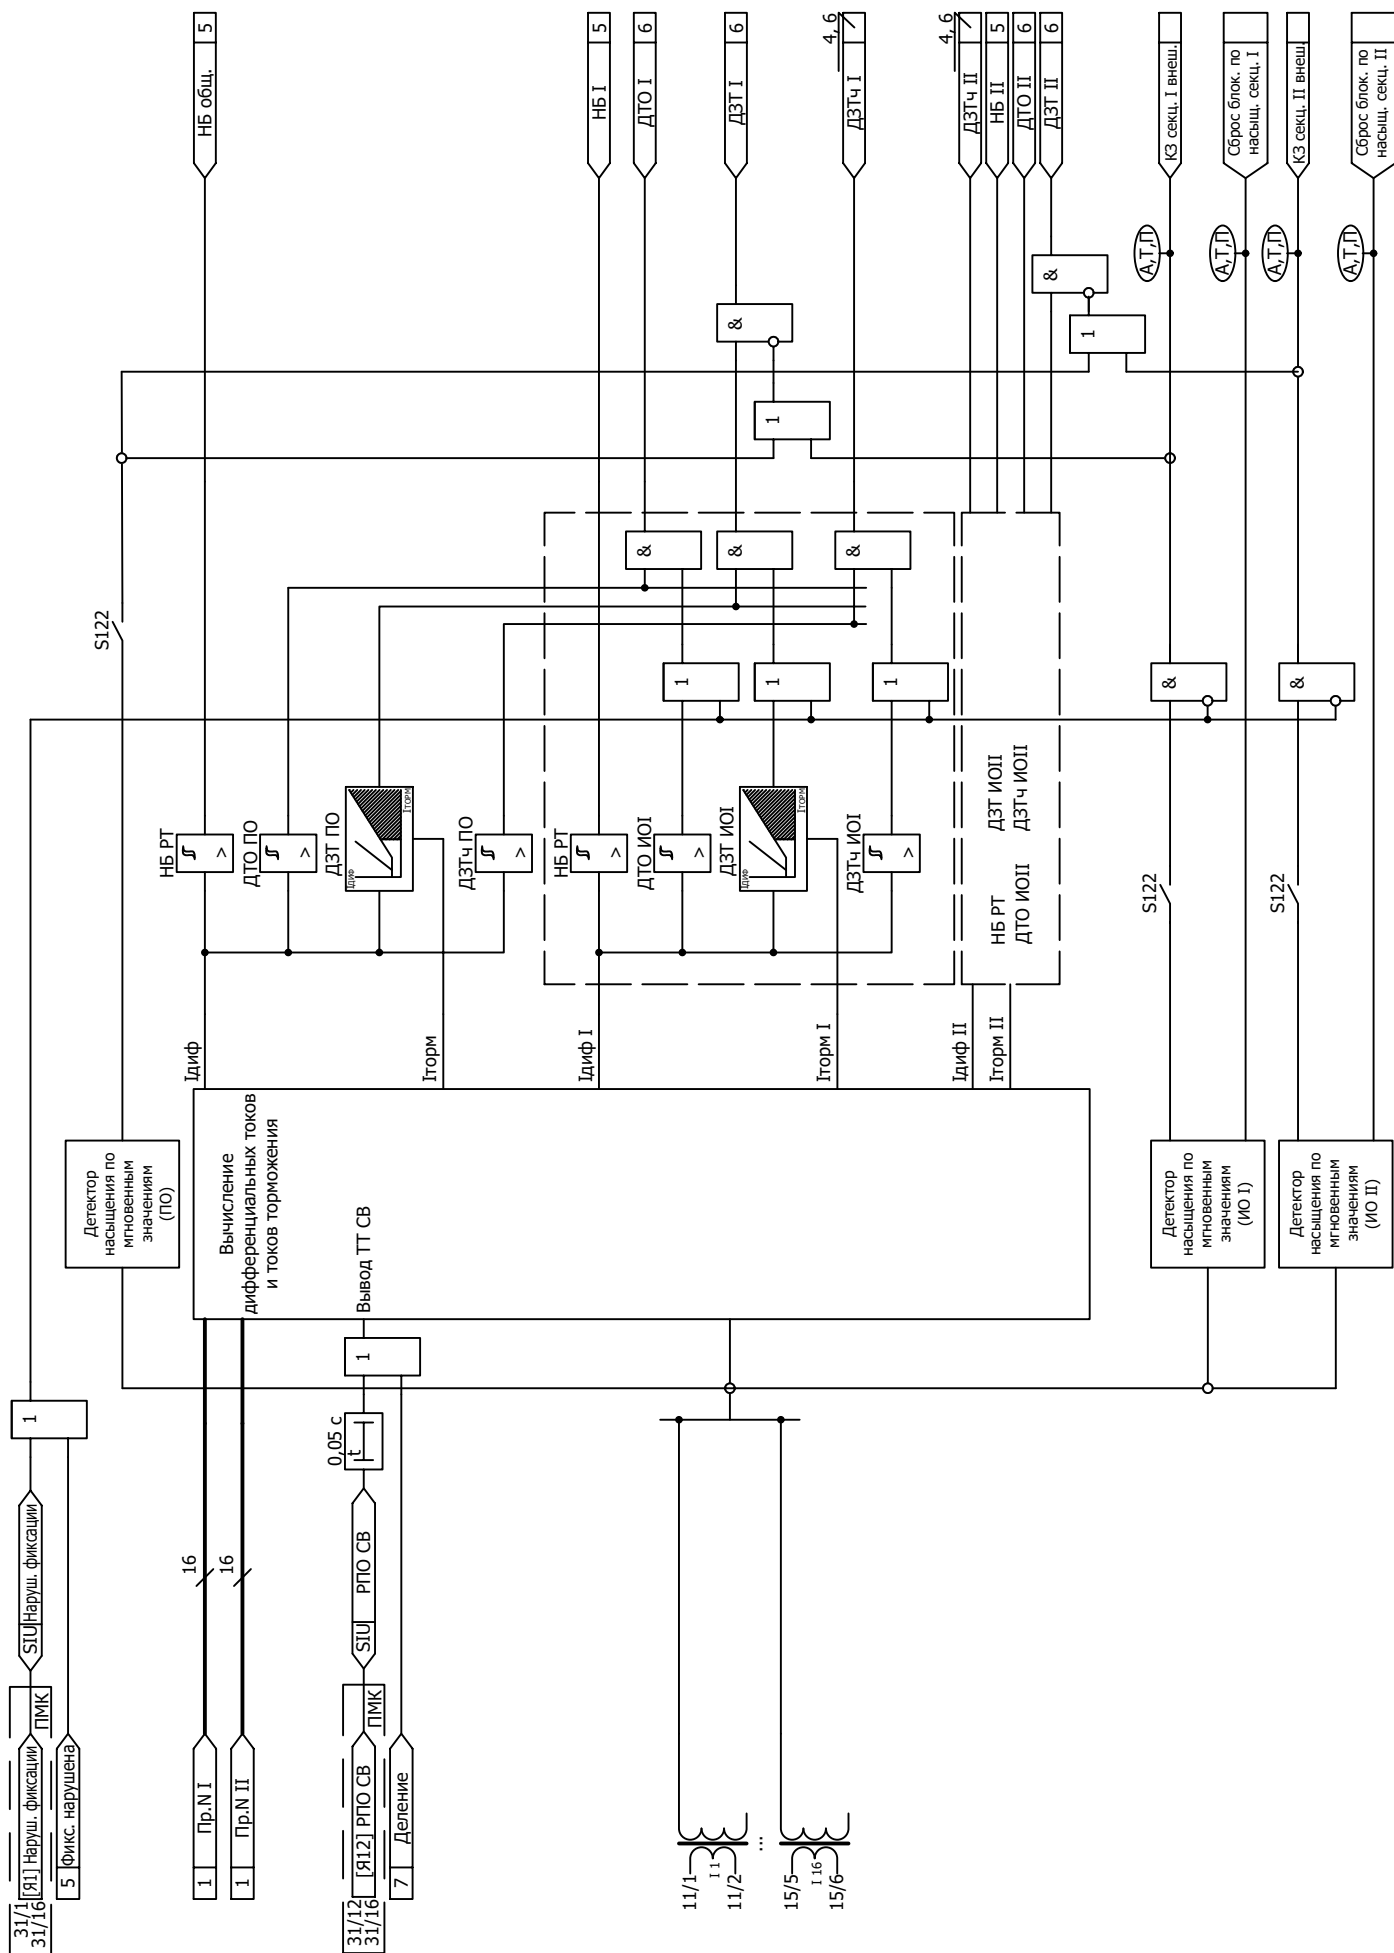 31/1
31/16
[Я1] Наруш. фиксации
ПМК
SIU
Наруш. фиксации
5
Фикс. нарушена
1
1
Пр.N I
16
1
Пр.N II
16
31/12
31/16
[Я12] РПО СВ
ПМК
SIU
РПО СВ
0,05 с
t
7
Деление
1
11/1
I 1
11/2
...
15/5
I 16
15/6
Детектор
насыщения по
мгновенным
значениям
(ПО)
Вычисление
дифференциальных токов
и токов торможения
Вывод ТТ СВ
Детектор
насыщения по
мгновенным
значениям
(ИО I)
Детектор
насыщения по
мгновенным
значениям
(ИО II)
Iдиф
Iторм
Iдиф I
Iторм I
Iдиф II
Iторм II
S122
S122
S122
НБ РТ
>
ДТО ПО
>
ДЗТ ПО
Iдиф
Iторм
ДЗТч ПО
>
НБ РТ
>
ДТО ИОI
>
ДЗТ ИОI
Iдиф
Iторм
ДЗТч ИОI
>
НБ РТ
ДТО ИОII
ДЗТ ИОII
ДЗТч ИОII
1
1
1
&
&
&
&
&
1
&
1
&
А,Т,П
А,Т,П
А,Т,П
А,Т,П
НБ общ.
5
НБ I
5
ДТО I
6
ДЗТ I
6
ДЗТч I
4, 6
ДЗТч II
4, 6
НБ II
5
ДТО II
6
ДЗТ II
6
КЗ секц. I внеш.
Сброс блок. по
насыщ. секц. I
КЗ секц. II внеш.
Сброс блок. по
насыщ. секц. II